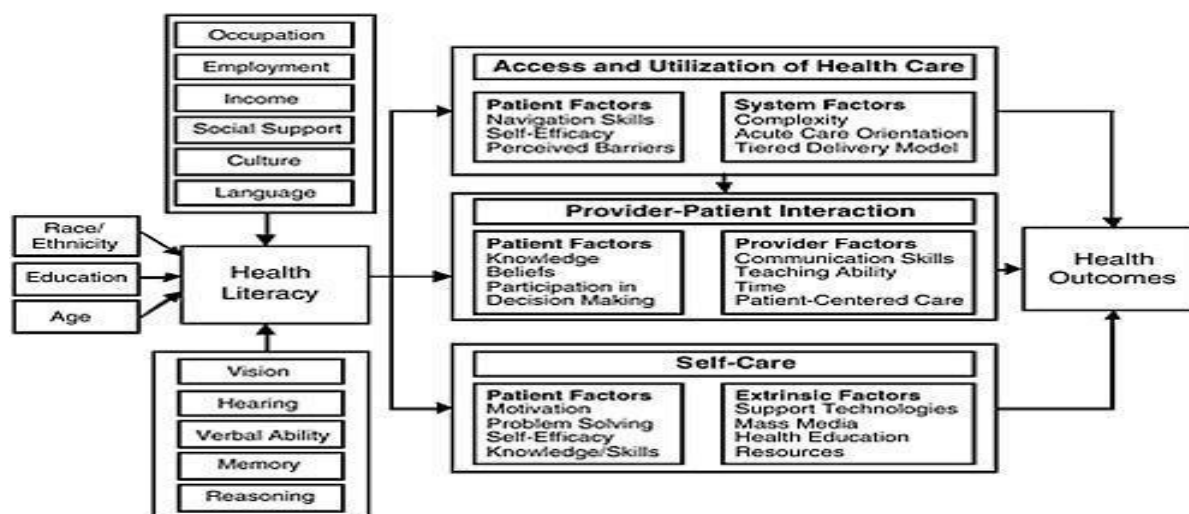 Occupation
Employment
Income
Social Support
Culture
Language
Race/
Ethnicity
Education
Age
Health
Literacy
Vision
Hearing
Verbal Ability
Memory
Reasoning
Access and Utilization of Health Care
Patient Factors
Navigation Skills
Self-Efficacy
Perceived Barriers
System Factors
Complexity
Acute Care Orientation
Tiered Delivery Model
Provider-Patient Interaction
Patient Factors
Knowledge
Beliefs
Participation in
Decision Making
Provider Factors
Communication Skills
Teaching Ability
Time
Patient-Centered Care
Self-Care
Patient Factors
Motivation
Problem Solving
Self-Efficacy
Knowledge/Skills
Extrinsic Factors
Support Technologies
Mass Media
Health Education
Resources
Health
Outcomes